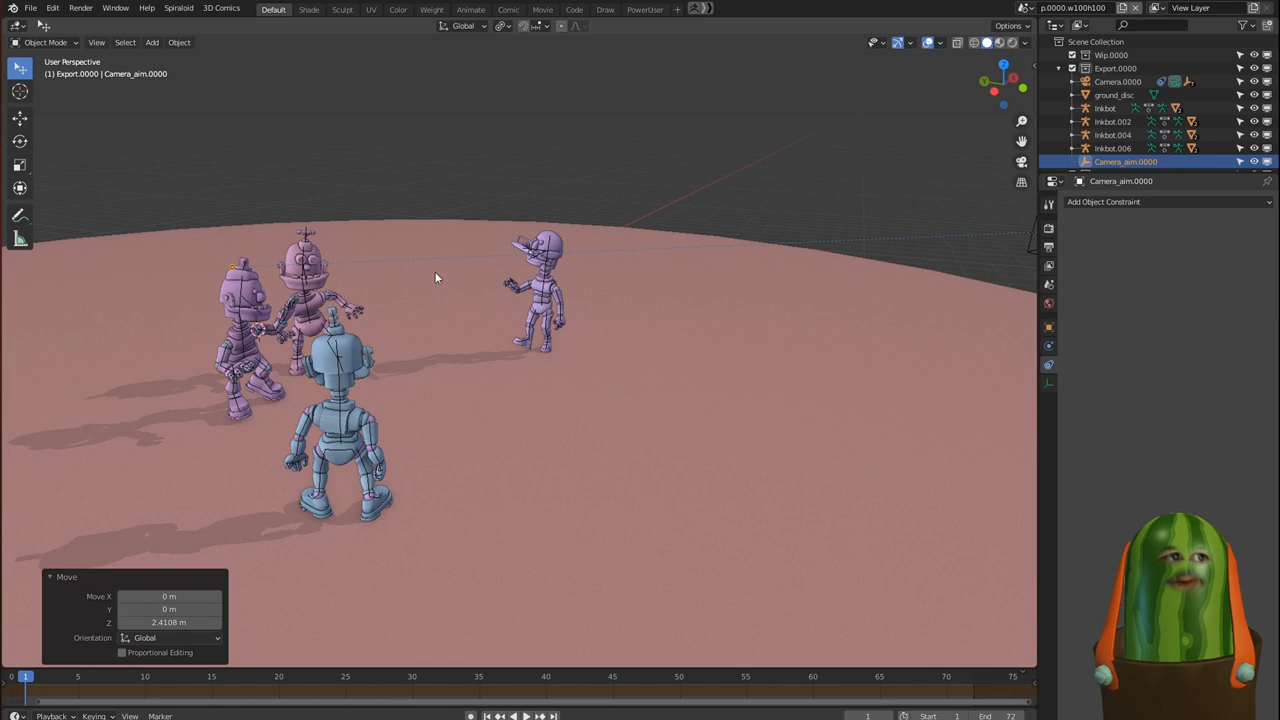 File Edit Render Window Help Spiraloid 3D Comics Default Shade Sculpt UV Color Weight Anim Comics Movie Draw Code PowerUser + p.0000.w100h100 View Layer
Global Options
Object Mode View Select Add Object
User Perspective
(1) Export.0000 | Camera_aim.0000
Z
Y
X
Scene Collection
Wip.0000
Export.0000
Camera.0000
ground_disc
Inkbot
Inkbot.002
Inkbot.004
Inkbot.006
Camera_aim.0000
Camera_aim.0000
Add Object Constraint
Move
Move X 0 m
Y 0 m
Z 2.4108 m
Orientation Global
Proportional Editing
0 1 5 10 15 20 25 30 35 40 45 50 55 60 65 70 75
Playback Keying View Marker 1 Start 1 End 72